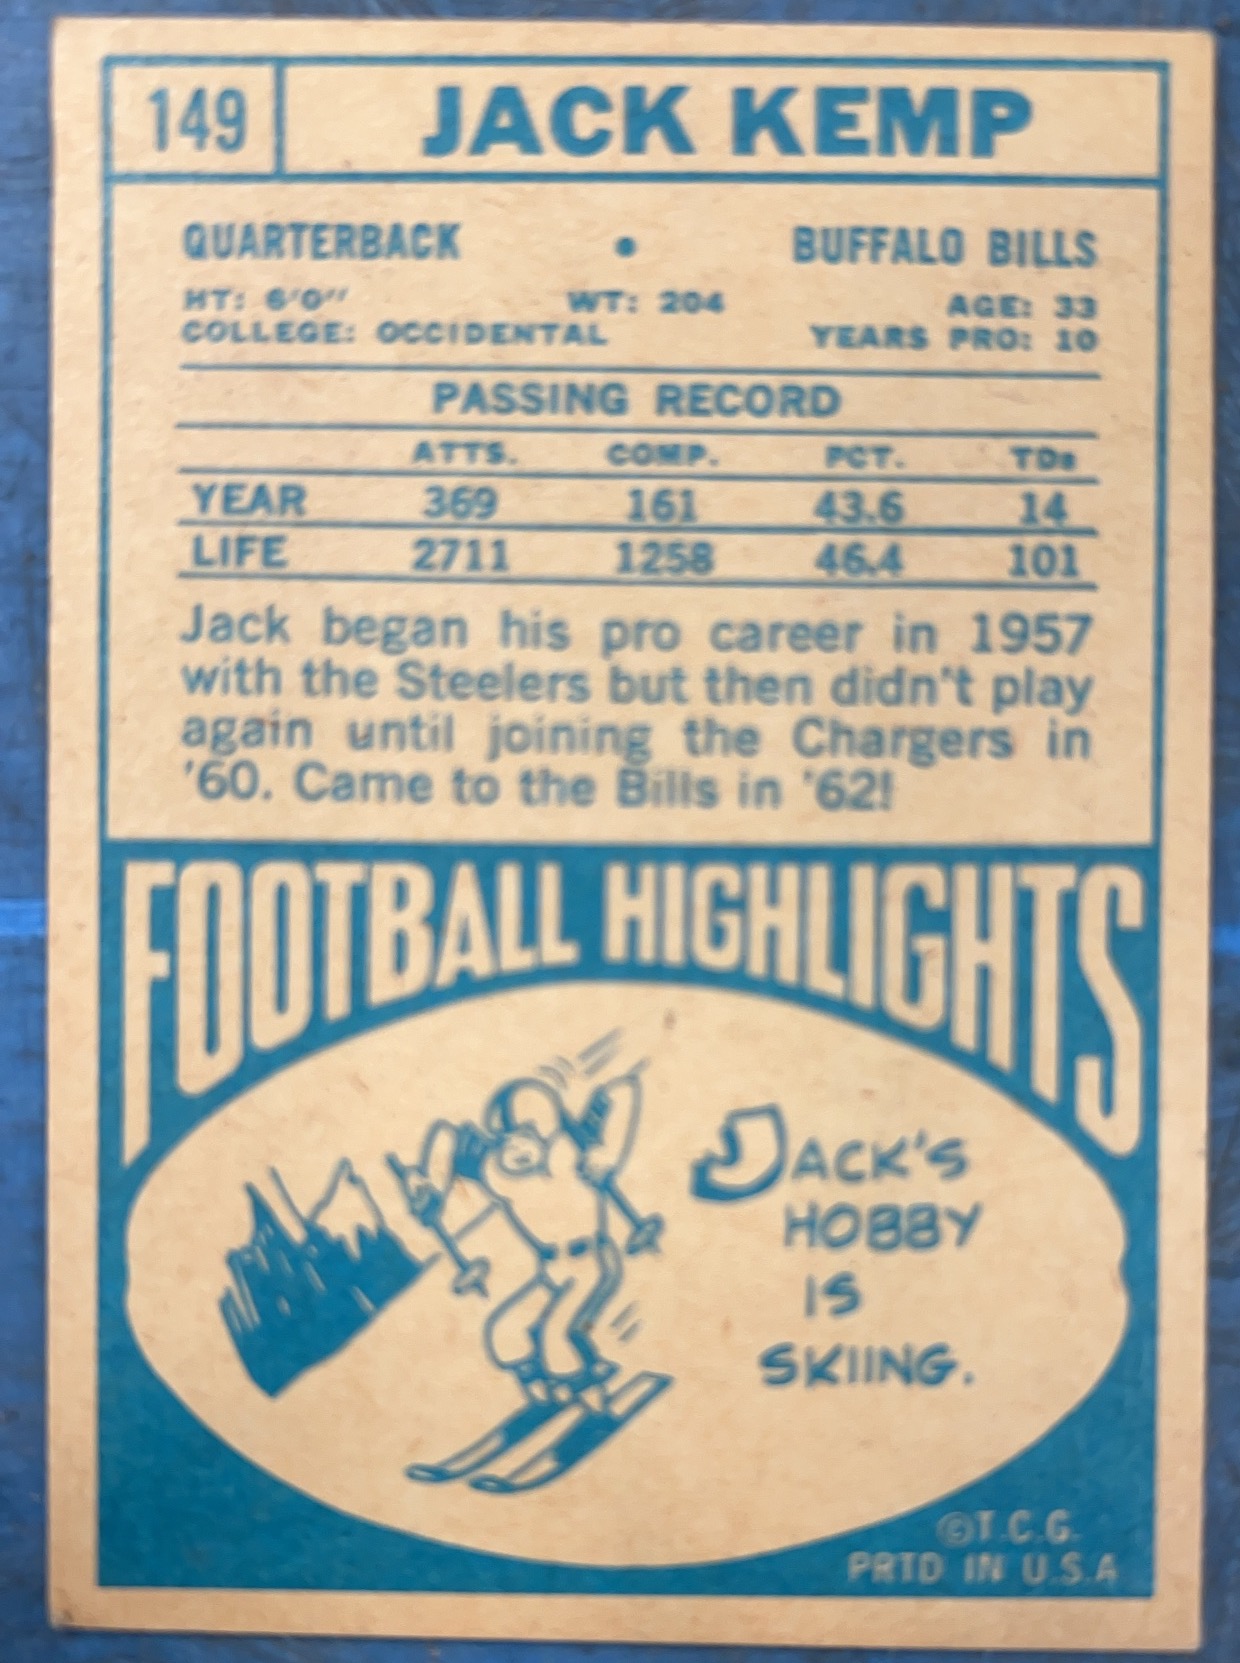 149 JACK KEMP
QUARTERBACK • BUFFALO BILLS
HT: 6'0" WT: 204 AGE: 33
COLLEGE: OCCIDENTAL YEARS PRO: 10
PASSING RECORD
ATTS. COMP. PCT. TDs
YEAR 369 161 43.6 14
LIFE 2711 1258 46.4 101
Jack began his pro career in 1957
with the Steelers but then didn't play
again until joining the Chargers in
'60. Came to the Bills in '62!
FOOTBALL HIGHLIGHTS
JACK'S
HOBBY
IS
SKIING.
©T.C.G.
PRTD IN U.S.A